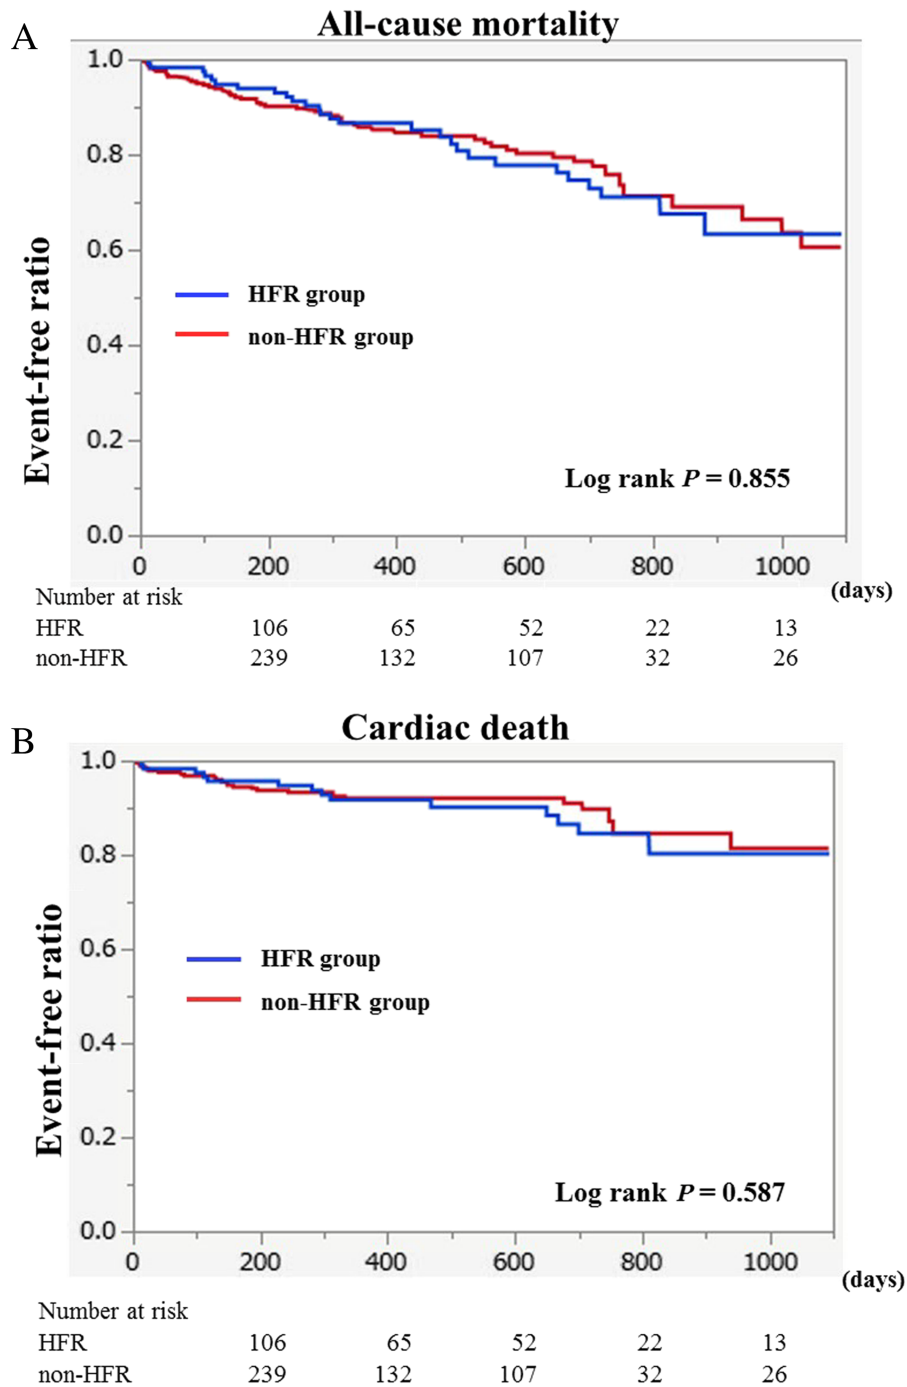 A
All-cause mortality
1.0
0.8
0.6
0.4
0.2
0.0
Event-free ratio
HFR group
non-HFR group
Log rank P = 0.855
0 200 400 600 800 1000
(days)
Number at risk
HFR 106 65 52 22 13
non-HFR 239 132 107 32 26
B
Cardiac death
1.0
0.8
0.6
0.4
0.2
0.0
Event-free ratio
HFR group
non-HFR group
Log rank P = 0.587
0 200 400 600 800 1000
(days)
Number at risk
HFR 106 65 52 22 13
non-HFR 239 132 107 32 26